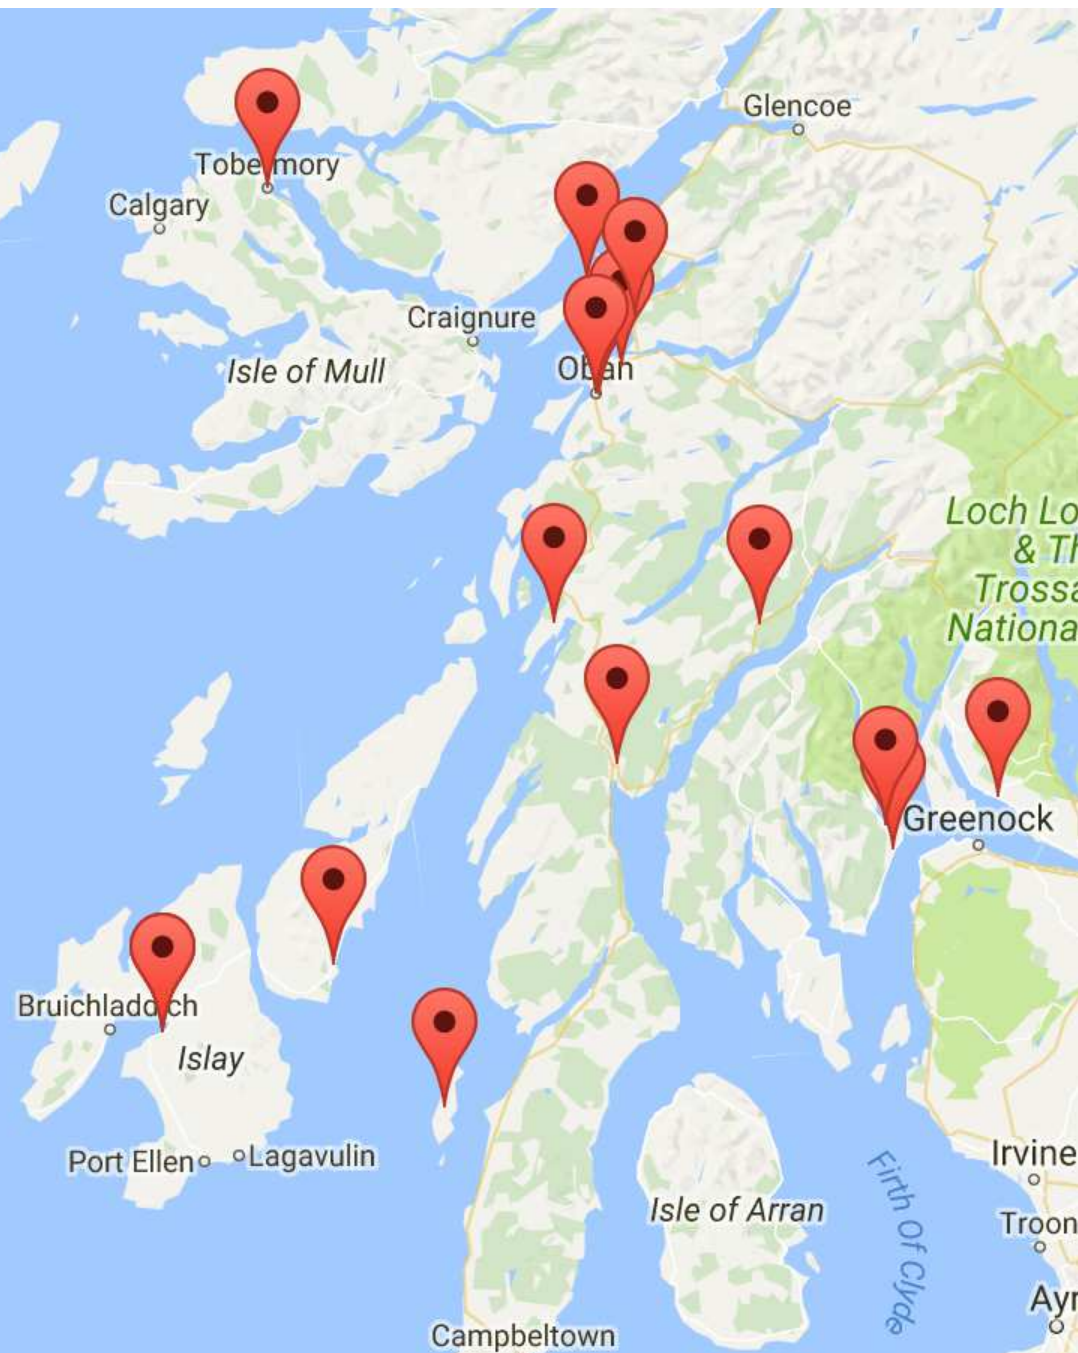 Glencoe
Tobermory
Calgary
Craignure
Isle of Mull
Oban
Loch Lo
& Th
Trossa
Nationa
Greenock
Bruichladdich
Islay
Port Ellen
Lagavulin
Isle of Arran
Firth Of Clyde
Irvine
Troon
Ayr
Campbeltown